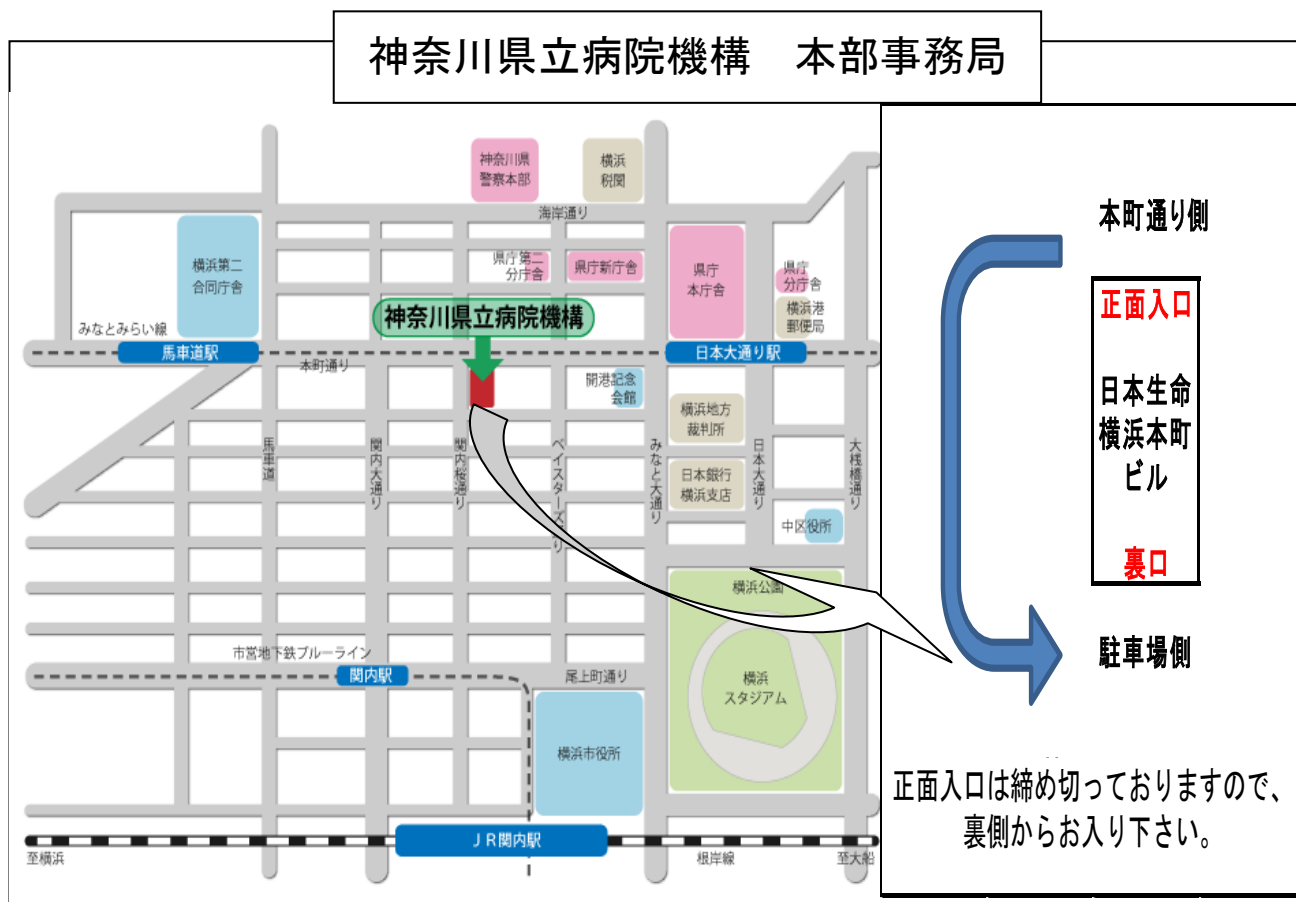 神奈川県立病院機構　本部事務局
神奈川県
警察本部
横浜
税関
海岸通り
横浜第二
合同庁舎
県庁第二
分庁舎
県庁新庁舎
県庁
本庁舎
県庁
分庁舎
横浜港
郵便局
神奈川県立病院機構
みなとみらい線
馬車道駅
日本大通り駅
本町通り
開港記念
会館
横浜地方
裁判所
馬車道
関内大通り
関内桜通り
ベイスターズ通り
みなと大通り
日本大通り
大桟橋通り
日本銀行
横浜支店
中区役所
横浜公園
市営地下鉄ブルーライン
関内駅
尾上町通り
横浜
スタジアム
横浜市役所
ＪＲ関内駅
至横浜
根岸線
至大船
本町通り側
正面入口
日本生命
横浜本町
ビル
裏口
駐車場側
正面入口は締め切っておりますので、
裏側からお入り下さい。